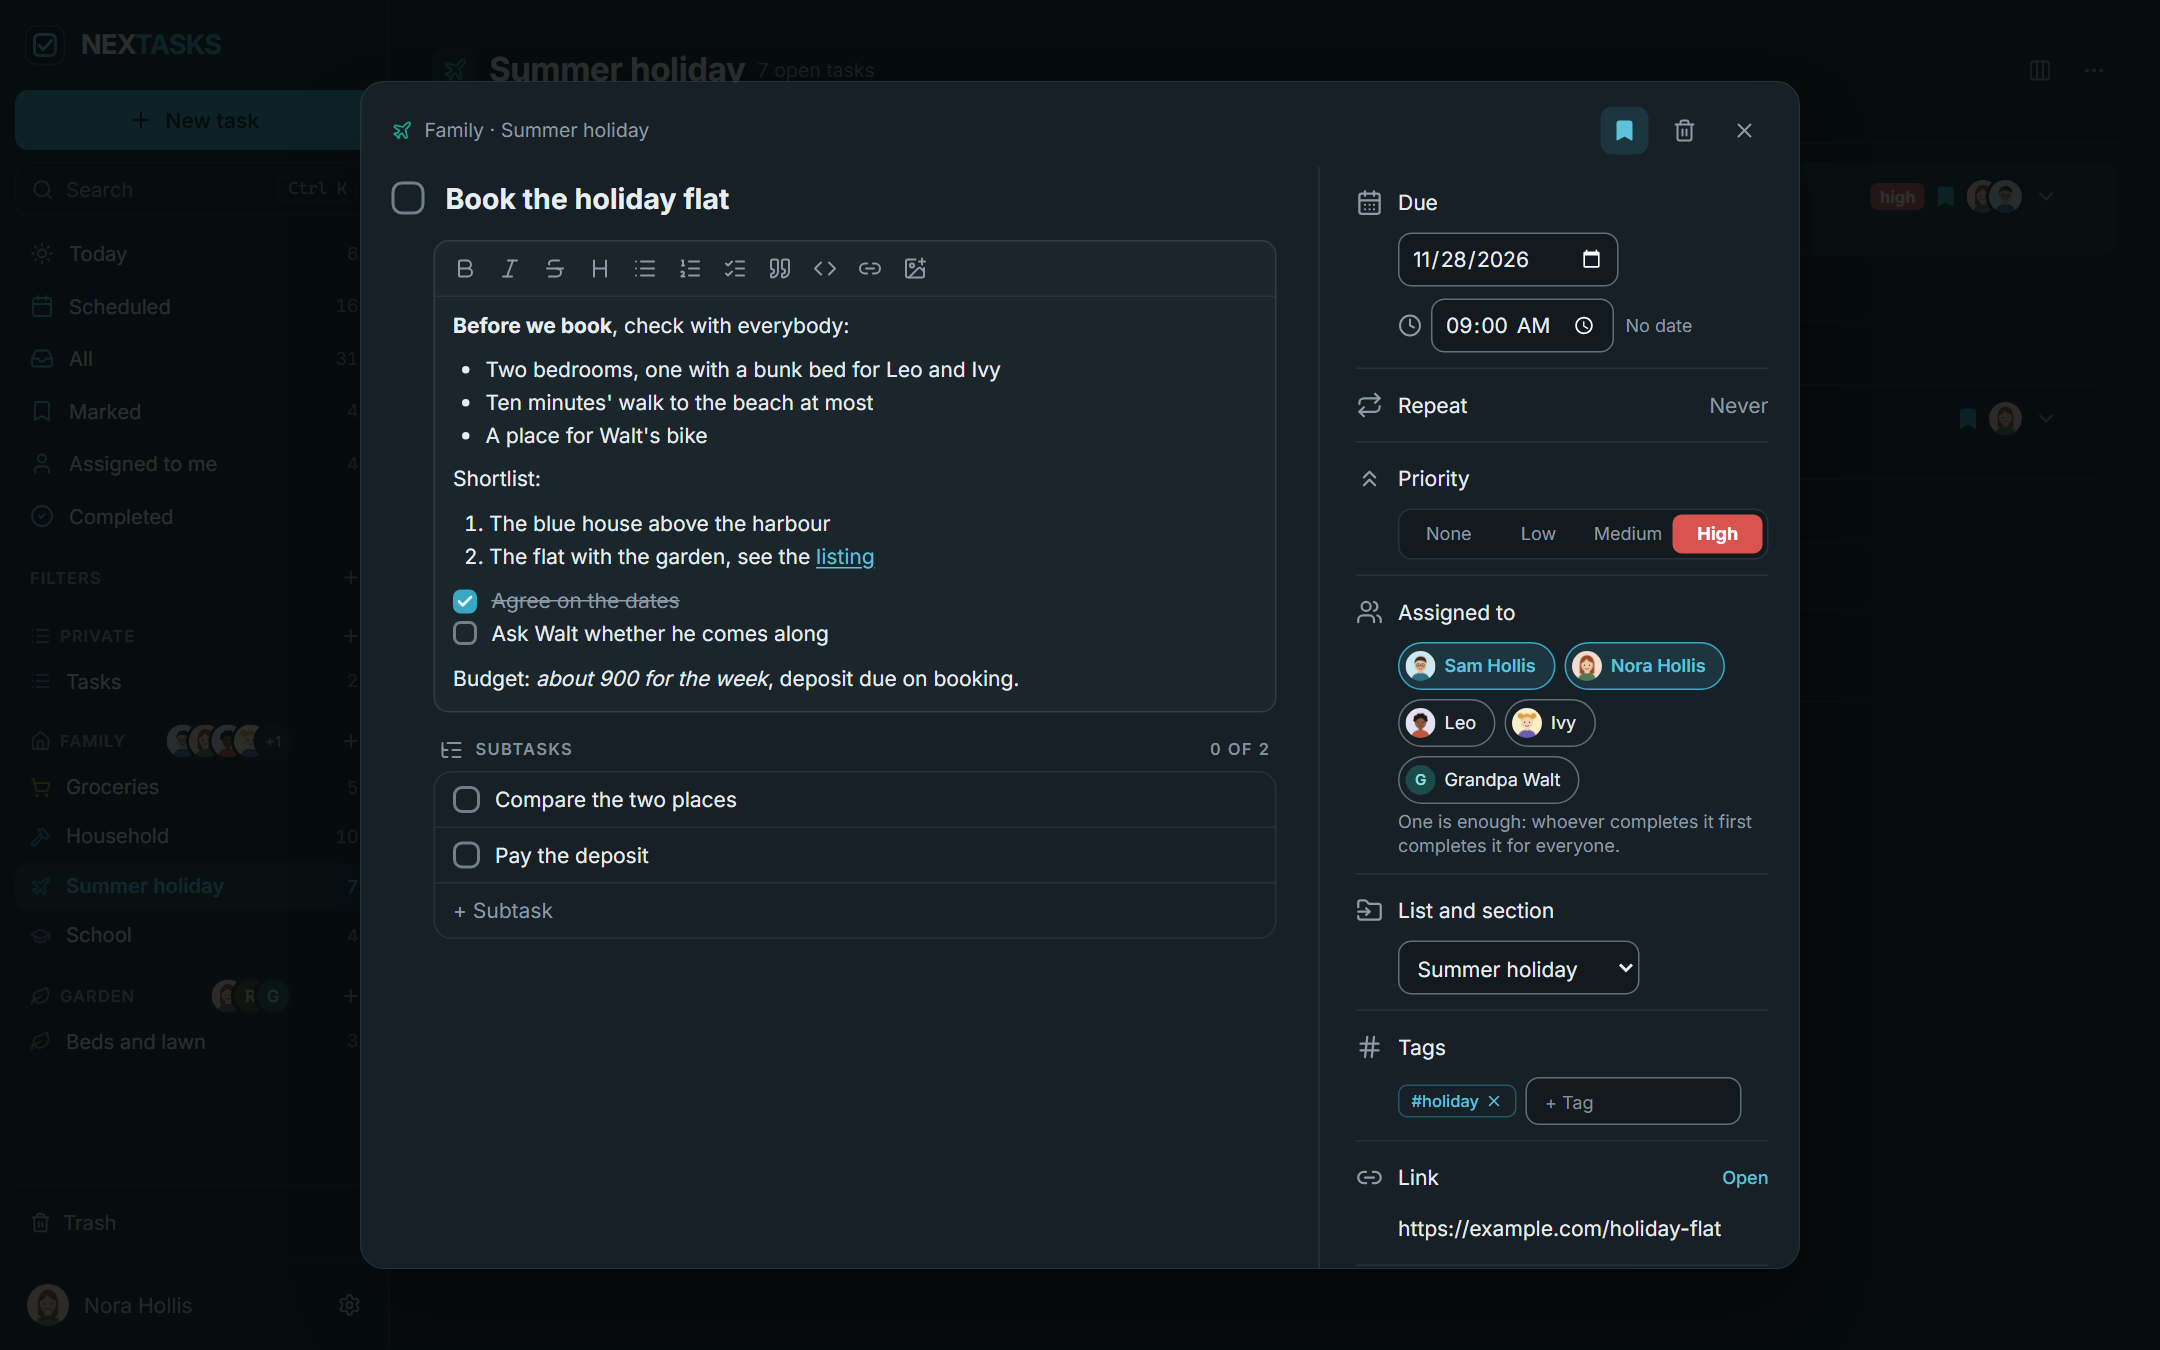 NEXTASKS
New task
Search Ctrl K
Today 6
Scheduled 16
All 31
Marked 4
Assigned to me 4
Completed
FILTERS
PRIVATE
Tasks 2
FAMILY +1
Groceries 5
Household 10
Summer holiday 7
School 4
GARDEN R G
Beds and lawn 3
Trash
Nora Hollis
Summer holiday 7 open tasks
high
Family · Summer holiday
Book the holiday flat
Before we book, check with everybody:
• Two bedrooms, one with a bunk bed for Leo and Ivy
• Ten minutes' walk to the beach at most
• A place for Walt's bike
Shortlist:
1. The blue house above the harbour
2. The flat with the garden, see the listing
Agree on the dates
Ask Walt whether he comes along
Budget: about 900 for the week, deposit due on booking.
SUBTASKS 0 OF 2
Compare the two places
Pay the deposit
+ Subtask
Due
11/28/2026
09:00 AM No date
Repeat Never
Priority
None Low Medium High
Assigned to
Sam Hollis Nora Hollis
Leo Ivy
G Grandpa Walt
One is enough: whoever completes it first
completes it for everyone.
List and section
Summer holiday
Tags
#holiday + Tag
Link Open
https://example.com/holiday-flat